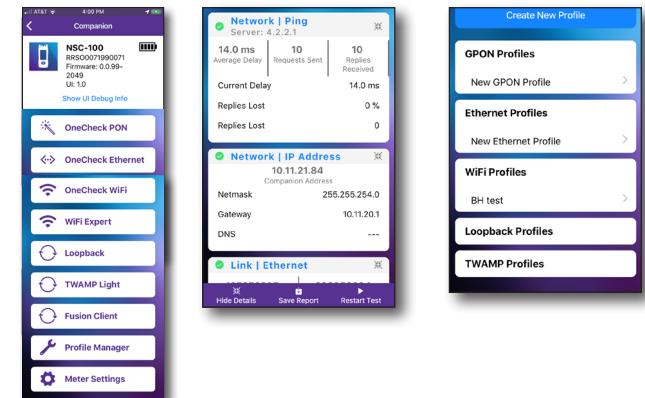 AT&T 4:00 PM
Companion
NSC-100
RRSO0071990071
Firmware: 0.0.99-
2049
UI: 1.0
Show UI Debug Info
OneCheck PON
OneCheck Ethernet
OneCheck WiFi
WiFi Expert
Loopback
TWAMP Light
Fusion Client
Profile Manager
Meter Settings
Network | Ping
Server: 4.2.2.1
14.0 ms 10 10
Average Delay Requests Sent Replies
Received
Current Delay 14.0 ms
Replies Lost 0 %
Replies Lost 0
Network | IP Address
10.11.21.84
Companion Address
Netmask 255.255.254.0
Gateway 10.11.20.1
DNS ---
Link | Ethernet
Hide Details Save Report Restart Test
Create New Profile
GPON Profiles
New GPON Profile
Ethernet Profiles
New Ethernet Profile
WiFi Profiles
BH test
Loopback Profiles
TWAMP Profiles